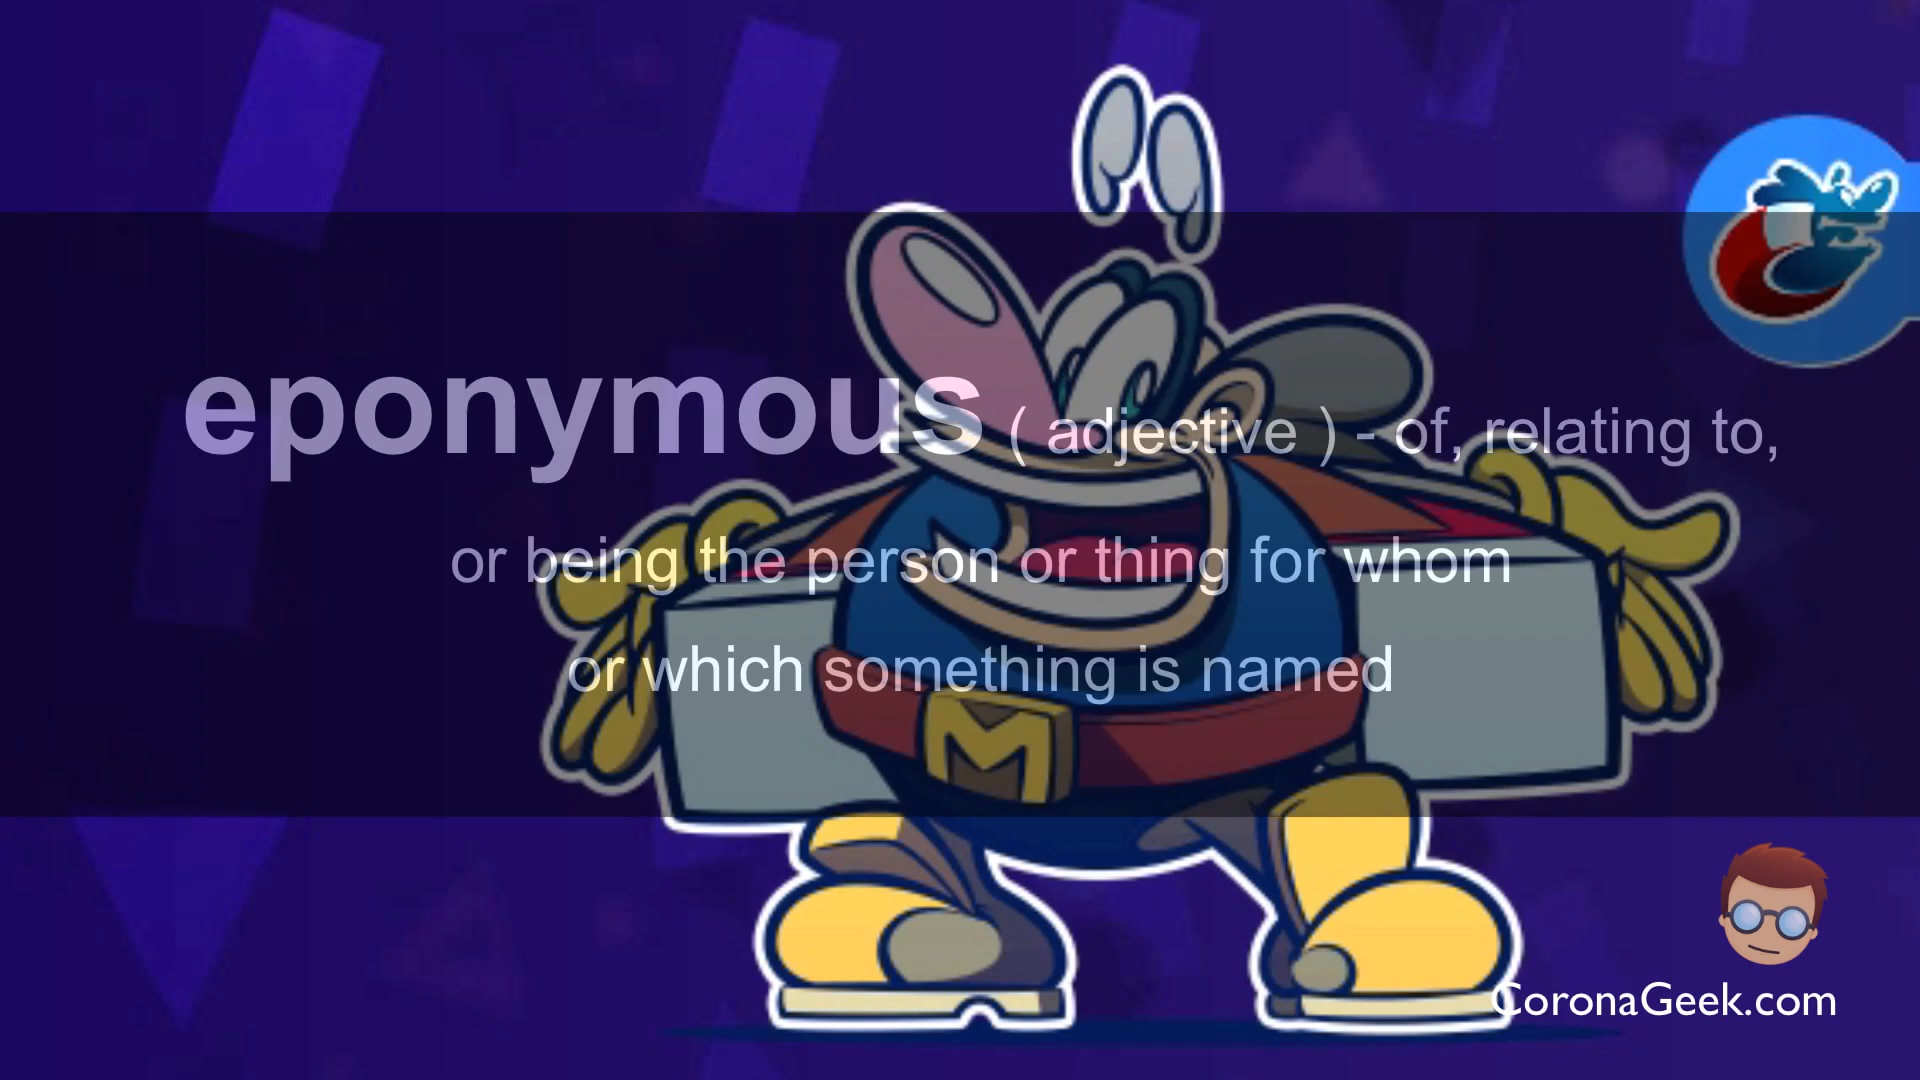 eponymous ( adjective ) - of, relating to,
or being the person or thing for whom
or which something is named
M
CoronaGeek.com